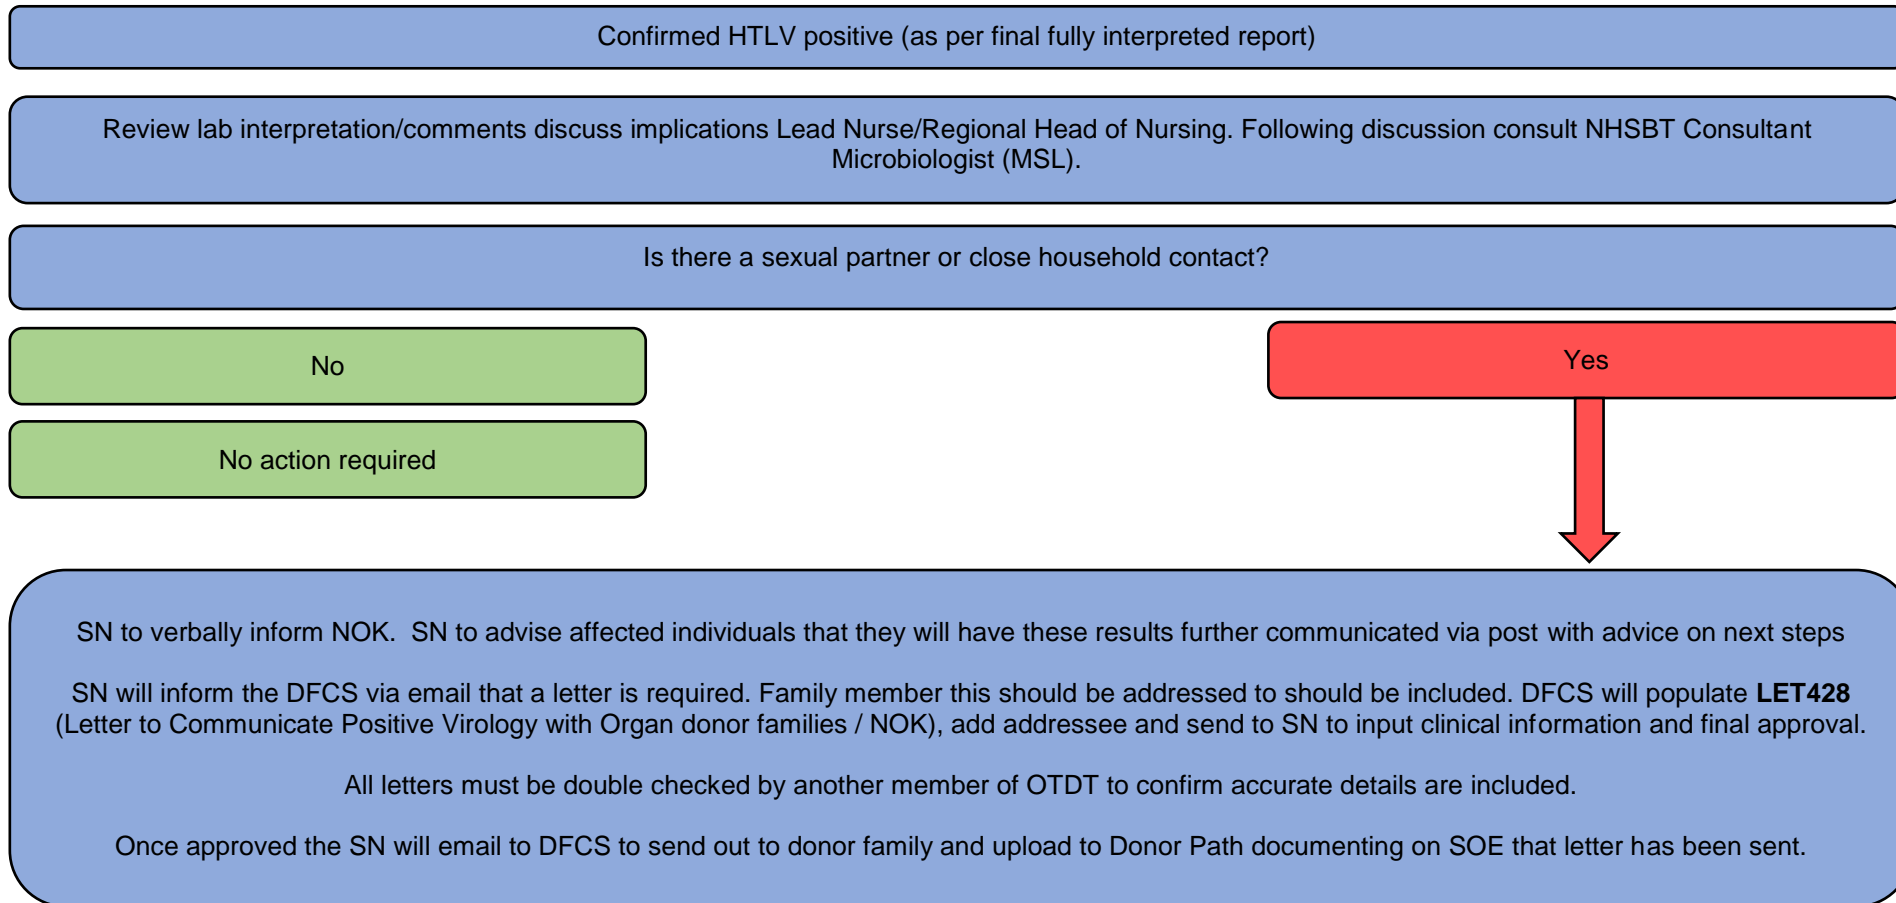 Confirmed HTLV positive (as per final fully interpreted report)
Review lab interpretation/comments discuss implications Lead Nurse/Regional Head of Nursing. Following discussion consult NHSBT Consultant
Microbiologist (MSL).
Is there a sexual partner or close household contact?
No
Yes
No action required
SN to verbally inform NOK.  SN to advise affected individuals that they will have these results further communicated via post with advice on next steps
SN will inform the DFCS via email that a letter is required. Family member this should be addressed to should be included. DFCS will populate LET428
(Letter to Communicate Positive Virology with Organ donor families / NOK), add addressee and send to SN to input clinical information and final approval.
All letters must be double checked by another member of OTDT to confirm accurate details are included.
Once approved the SN will email to DFCS to send out to donor family and upload to Donor Path documenting on SOE that letter has been sent.